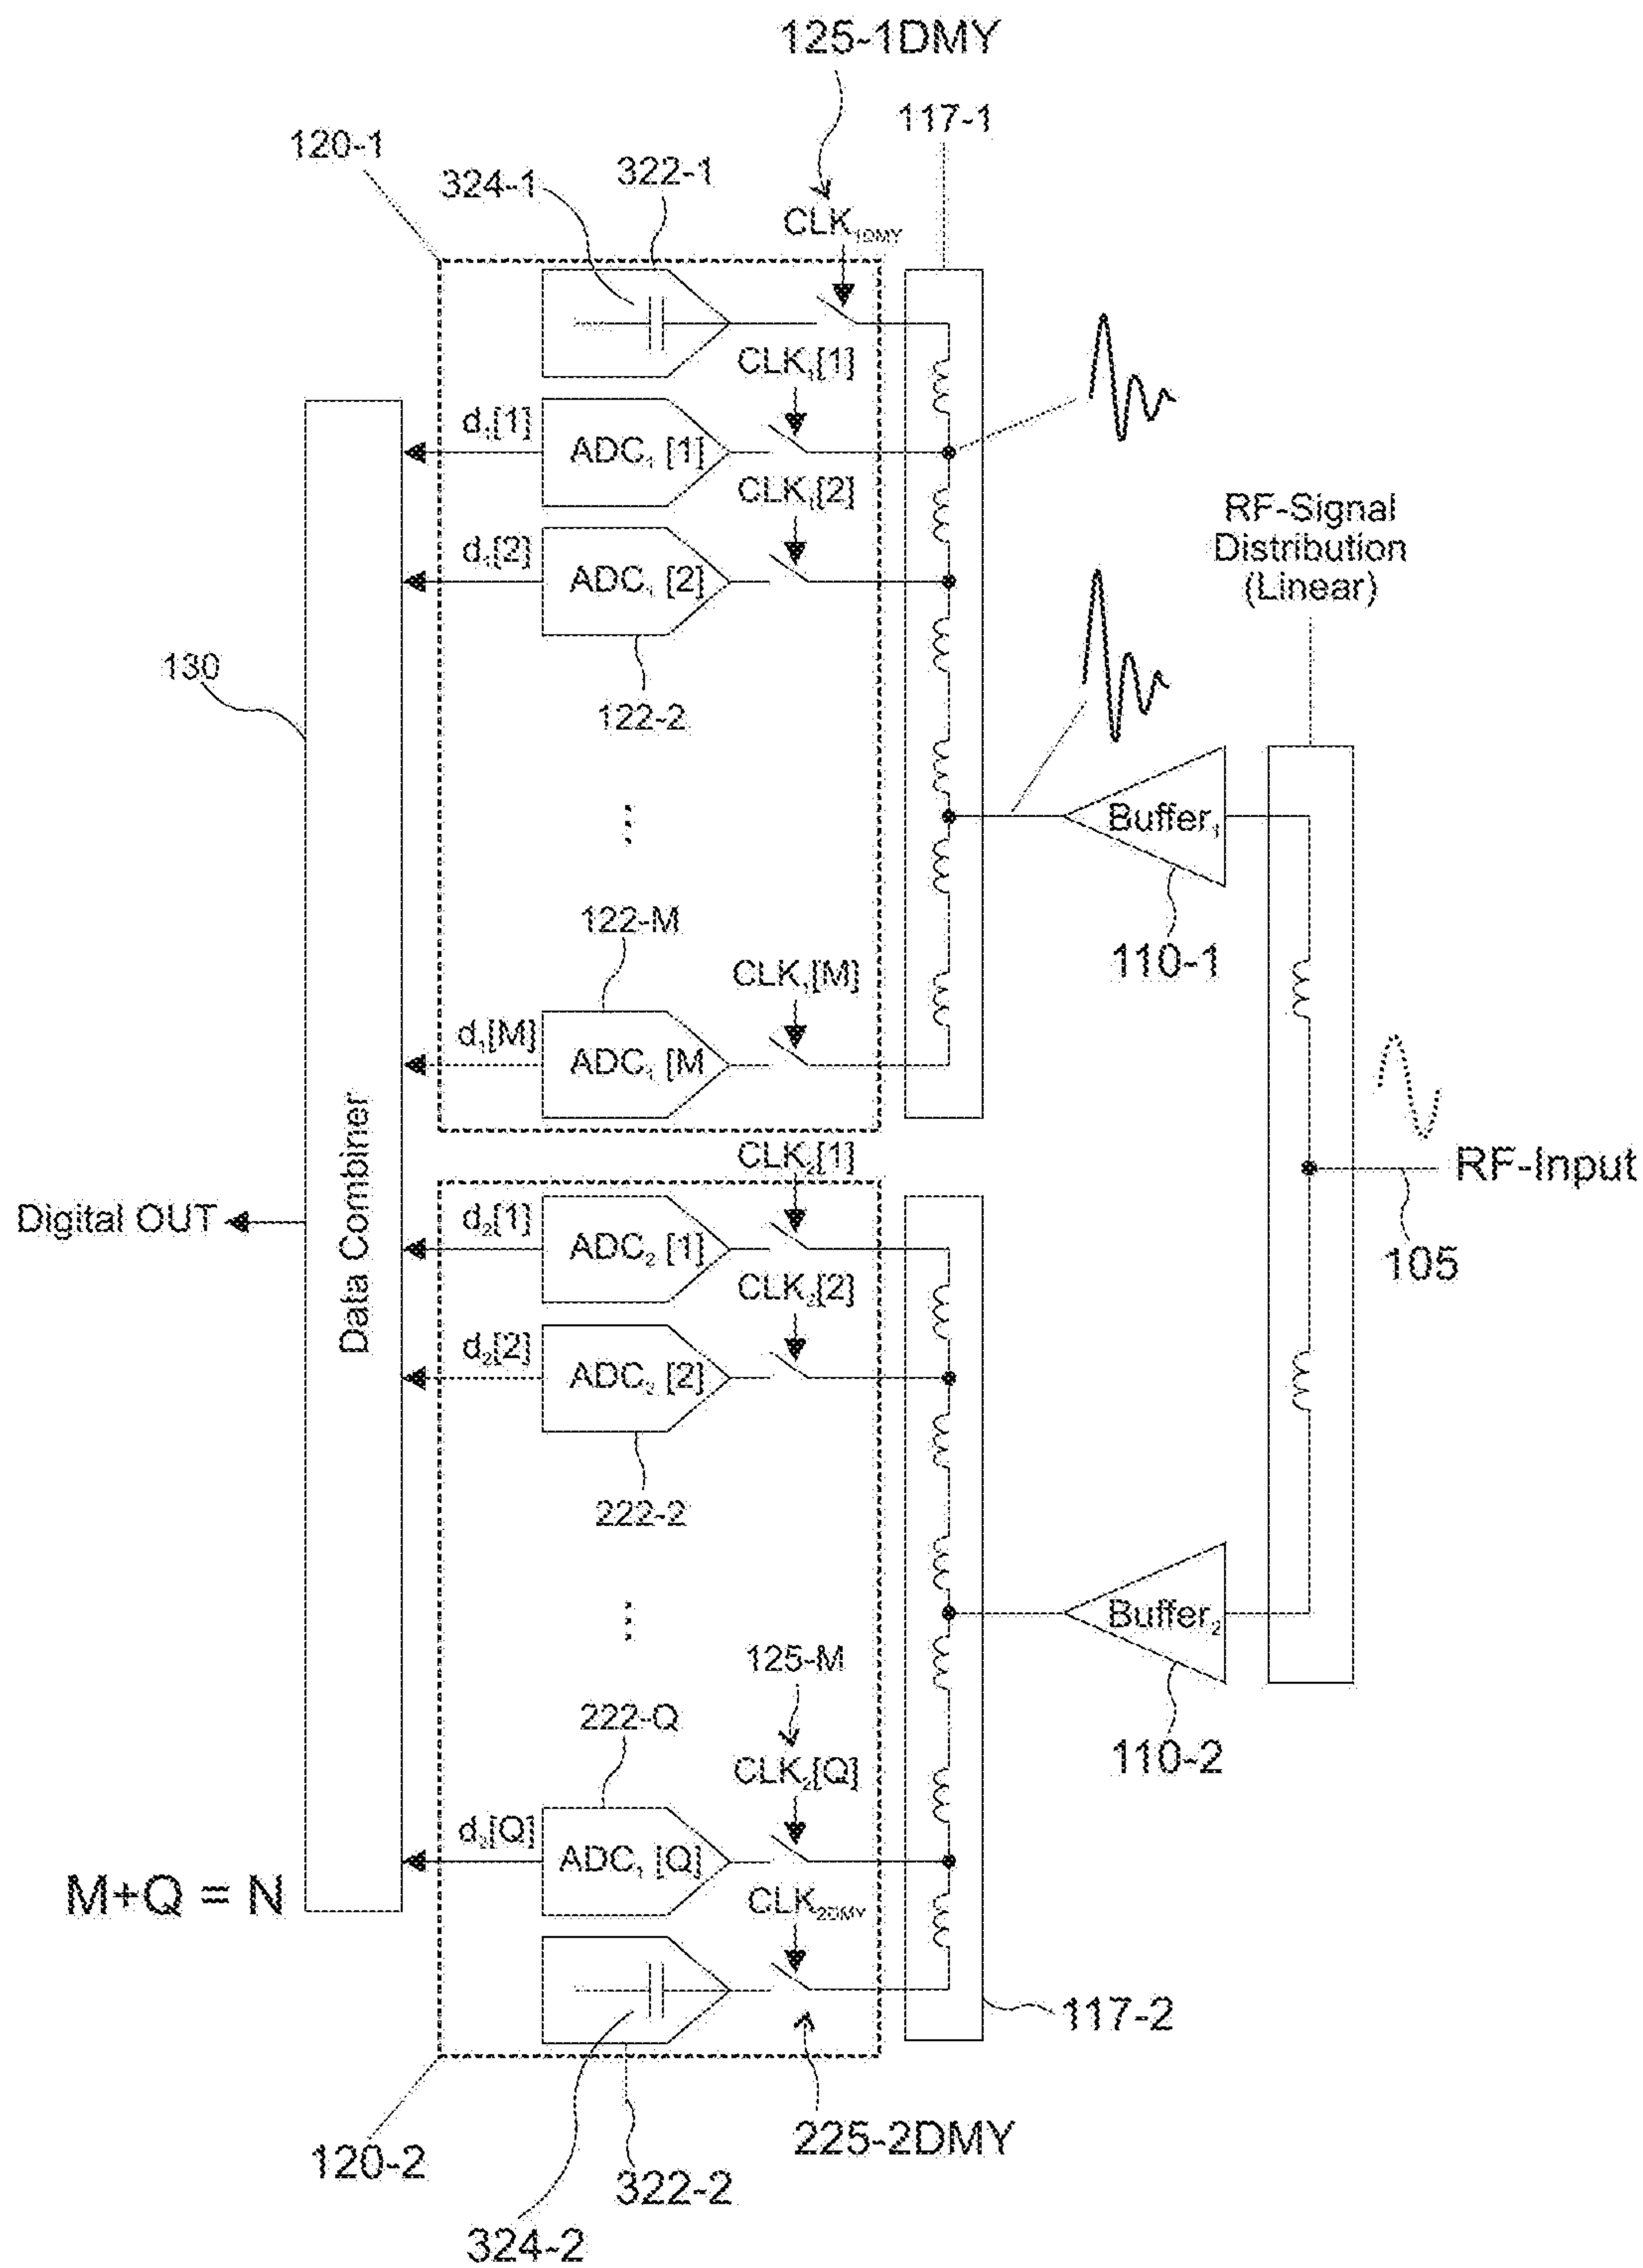 125-1DMY
117-1
120-1
322-1
324-1
CLK1DMY
CLK1[1]
d1[1]
ADC1 [1]
CLK1[2]
RF-Signal
Distribution
(Linear)
d1[2]
ADC1 [2]
130
122-2
Buffer1
122-M
110-1
CLK1[M]
d1[M]
ADC1 [M
Data Combiner
CLK2[1]
RF-Input
Digital OUT
d2[1]
ADC2 [1]
105
CLK2[2]
d2[2]
ADC2 [2]
222-2
Buffer2
125-M
222-Q
110-2
CLK2[Q]
d2[Q]
ADC1 [Q]
M+Q = N
CLK2DMY
117-2
225-2DMY
120-2
322-2
324-2